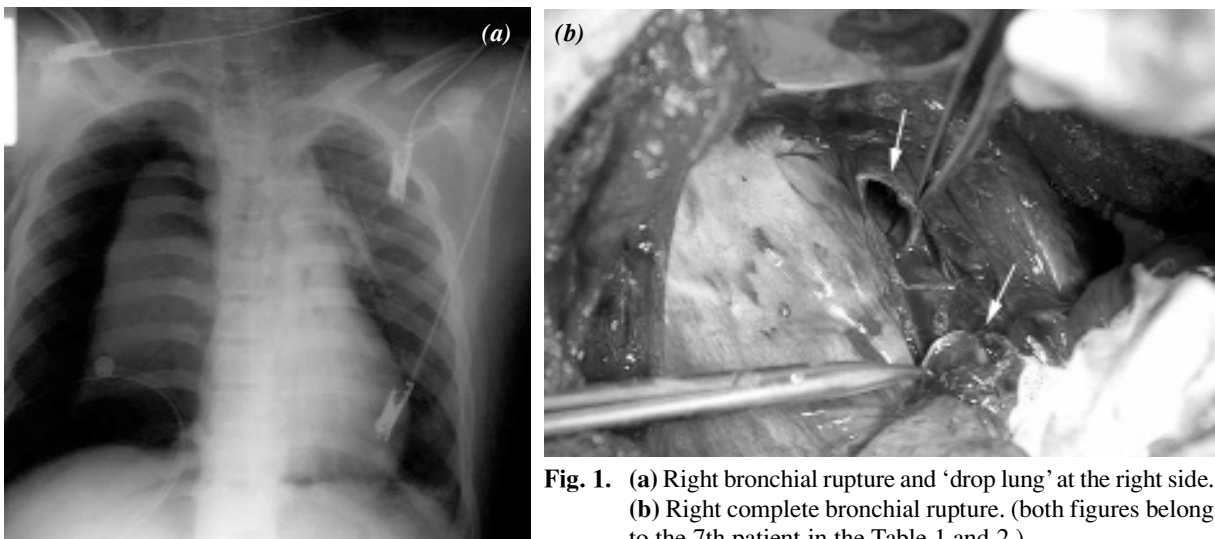 (a)
(b)
Fig. 1. (a) Right bronchial rupture and ‘drop lung’ at the right side.
(b) Right complete bronchial rupture. (both figures belong
to the 7th patient in the Table 1 and 2.)